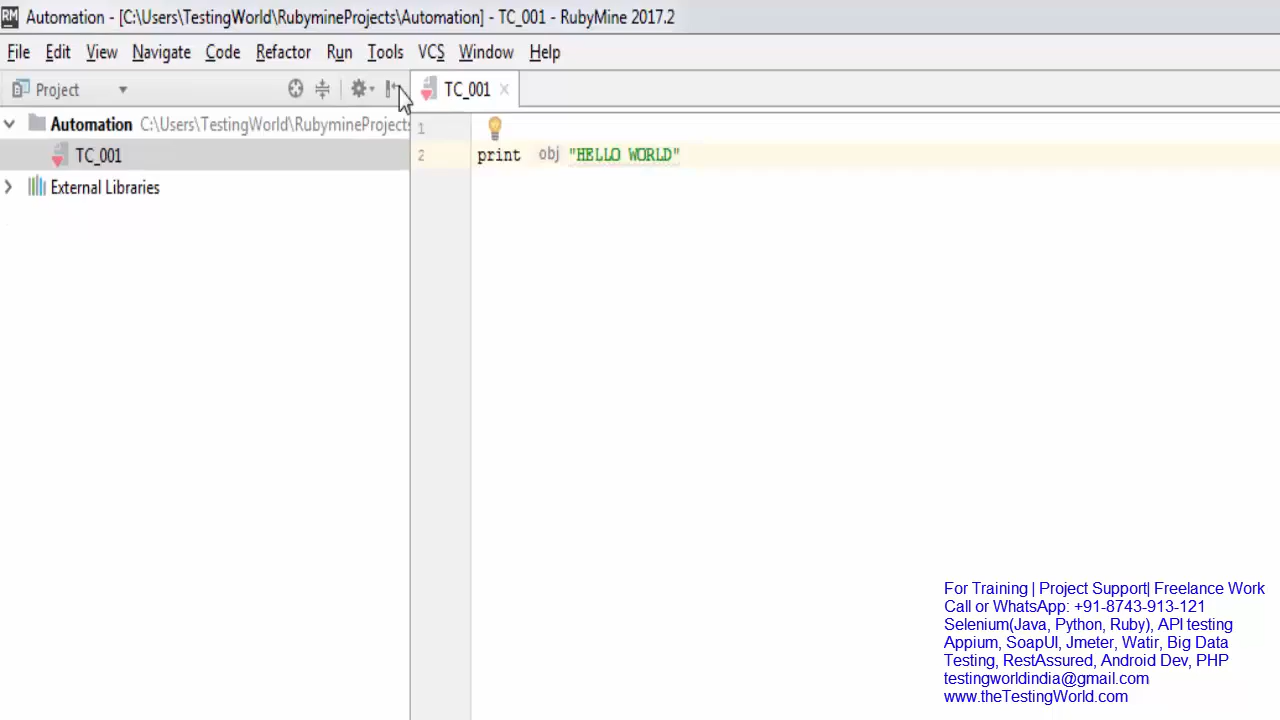 RM Automation - [C:\Users\TestingWorld\RubymineProjects\Automation] - TC_001 - RubyMine 2017.2
File Edit View Navigate Code Refactor Run Tools VCS Window Help
Project
TC_001
Automation C:\Users\TestingWorld\RubymineProjects
TC_001
External Libraries
1
2 print obj "HELLO WORLD"
For Training | Project Support| Freelance Work
Call or WhatsApp: +91-8743-913-121
Selenium(Java, Python, Ruby), API testing
Appium, SoapUI, Jmeter, Watir, Big Data
Testing, RestAssured, Android Dev, PHP
testingworldindia@gmail.com
www.theTestingWorld.com